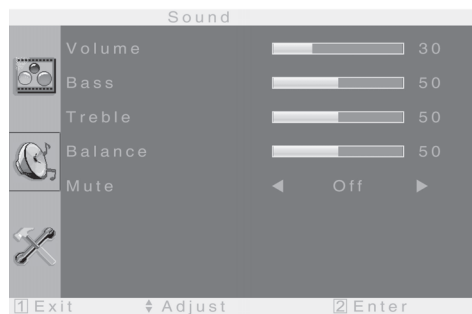 Sound
Volume 30
Bass 50
Treble 50
Balance 50
Mute ◀ Off ▶
1 Exit Adjust 2 Enter